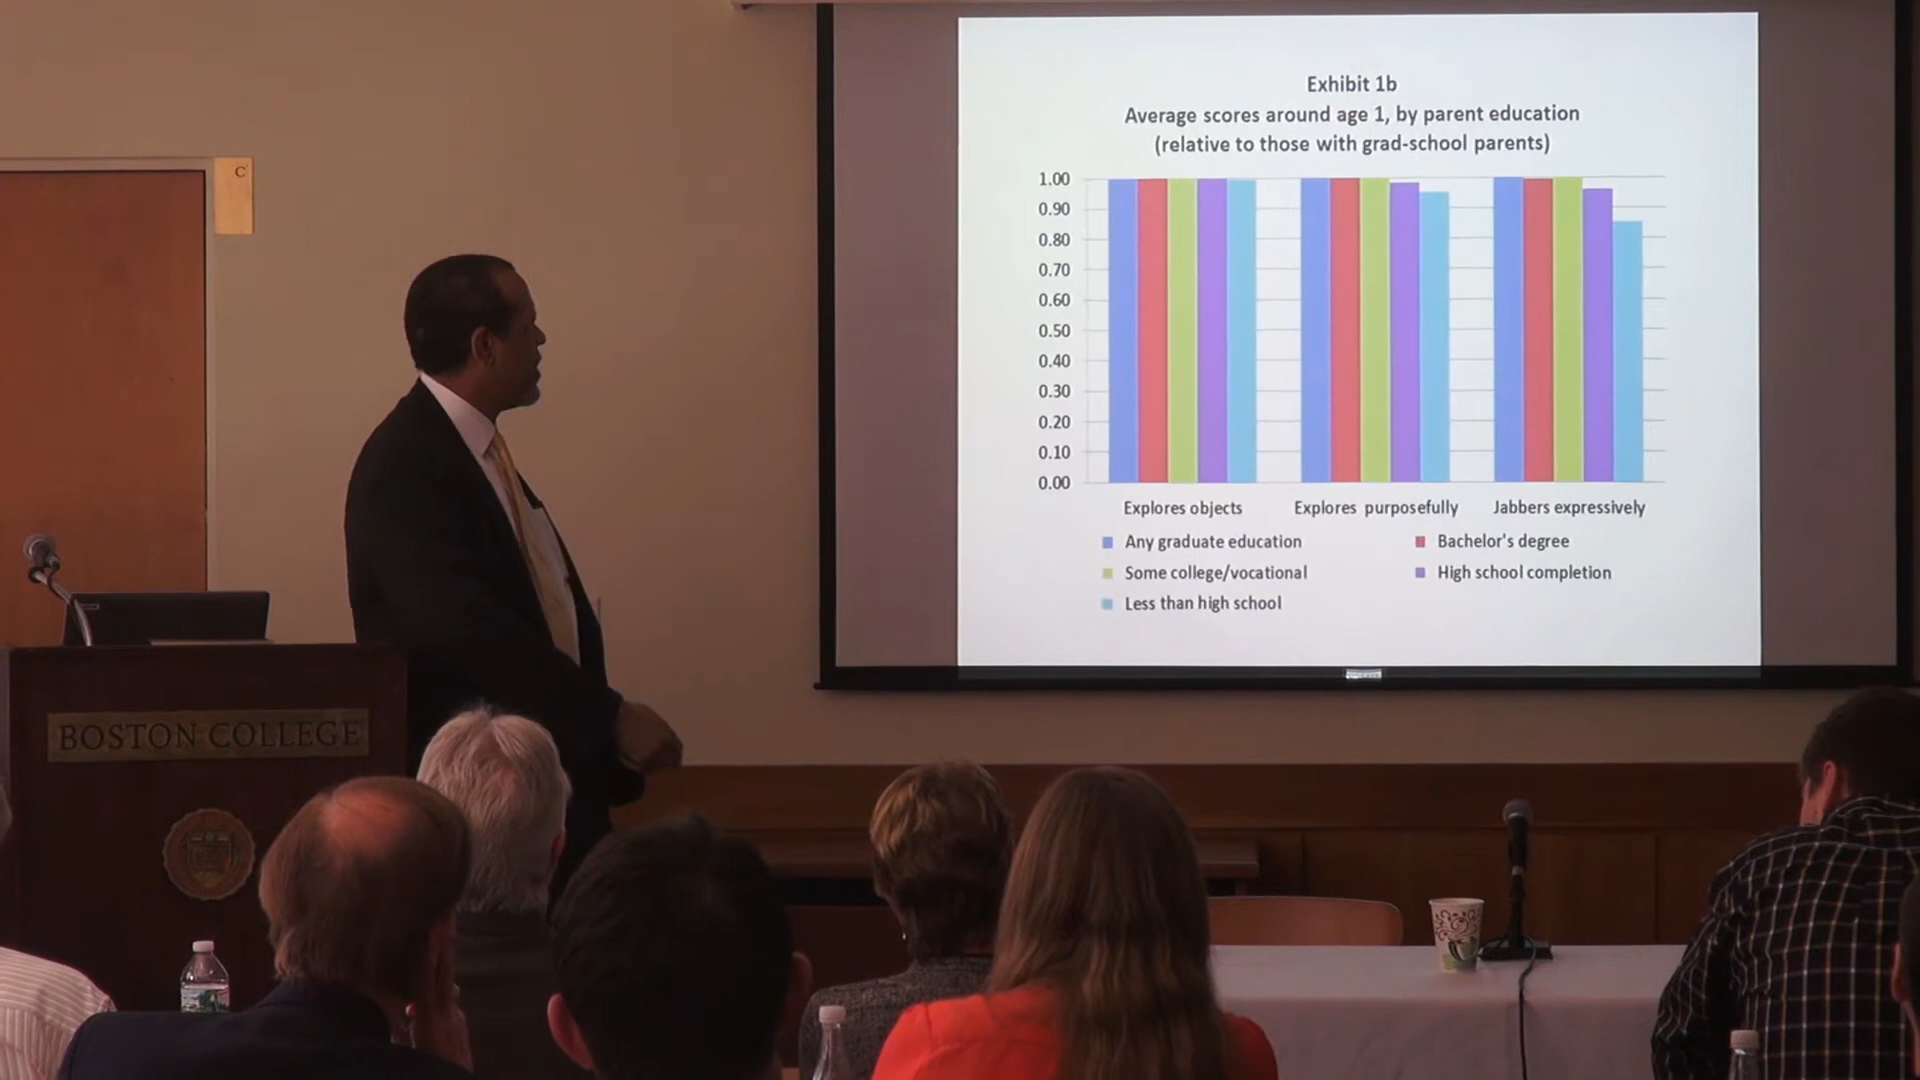 C
Exhibit 1b
Average scores around age 1, by parent education
(relative to those with grad-school parents)
1.00
0.90
0.80
0.70
0.60
0.50
0.40
0.30
0.20
0.10
0.00
Explores objects Explores purposefully Jabbers expressively
Any graduate education Bachelor's degree
Some college/vocational High school completion
Less than high school
BOSTON COLLEGE